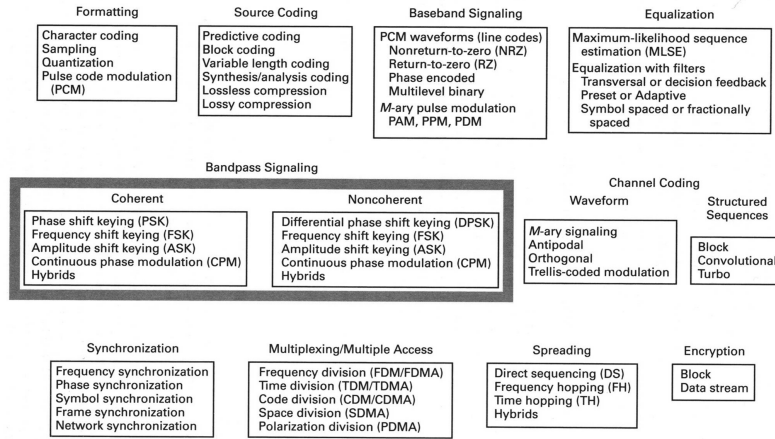 Formatting
Character coding
Sampling
Quantization
Pulse code modulation
(PCM)
Source Coding
Predictive coding
Block coding
Variable length coding
Synthesis/analysis coding
Lossless compression
Lossy compression
Baseband Signaling
PCM waveforms (line codes)
Nonreturn-to-zero (NRZ)
Return-to-zero (RZ)
Phase encoded
Multilevel binary
M-ary pulse modulation
PAM, PPM, PDM
Equalization
Maximum-likelihood sequence
estimation (MLSE)
Equalization with filters
Transversal or decision feedback
Preset or Adaptive
Symbol spaced or fractionally
spaced
Bandpass Signaling
Coherent
Phase shift keying (PSK)
Frequency shift keying (FSK)
Amplitude shift keying (ASK)
Continuous phase modulation (CPM)
Hybrids
Noncoherent
Differential phase shift keying (DPSK)
Frequency shift keying (FSK)
Amplitude shift keying (ASK)
Continuous phase modulation (CPM)
Hybrids
Channel Coding
Waveform
M-ary signaling
Antipodal
Orthogonal
Trellis-coded modulation
Structured
Sequences
Block
Convolutional
Turbo
Synchronization
Frequency synchronization
Phase synchronization
Symbol synchronization
Frame synchronization
Network synchronization
Multiplexing/Multiple Access
Frequency division (FDM/FDMA)
Time division (TDM/TDMA)
Code division (CDM/CDMA)
Space division (SDMA)
Polarization division (PDMA)
Spreading
Direct sequencing (DS)
Frequency hopping (FH)
Time hopping (TH)
Hybrids
Encryption
Block
Data stream